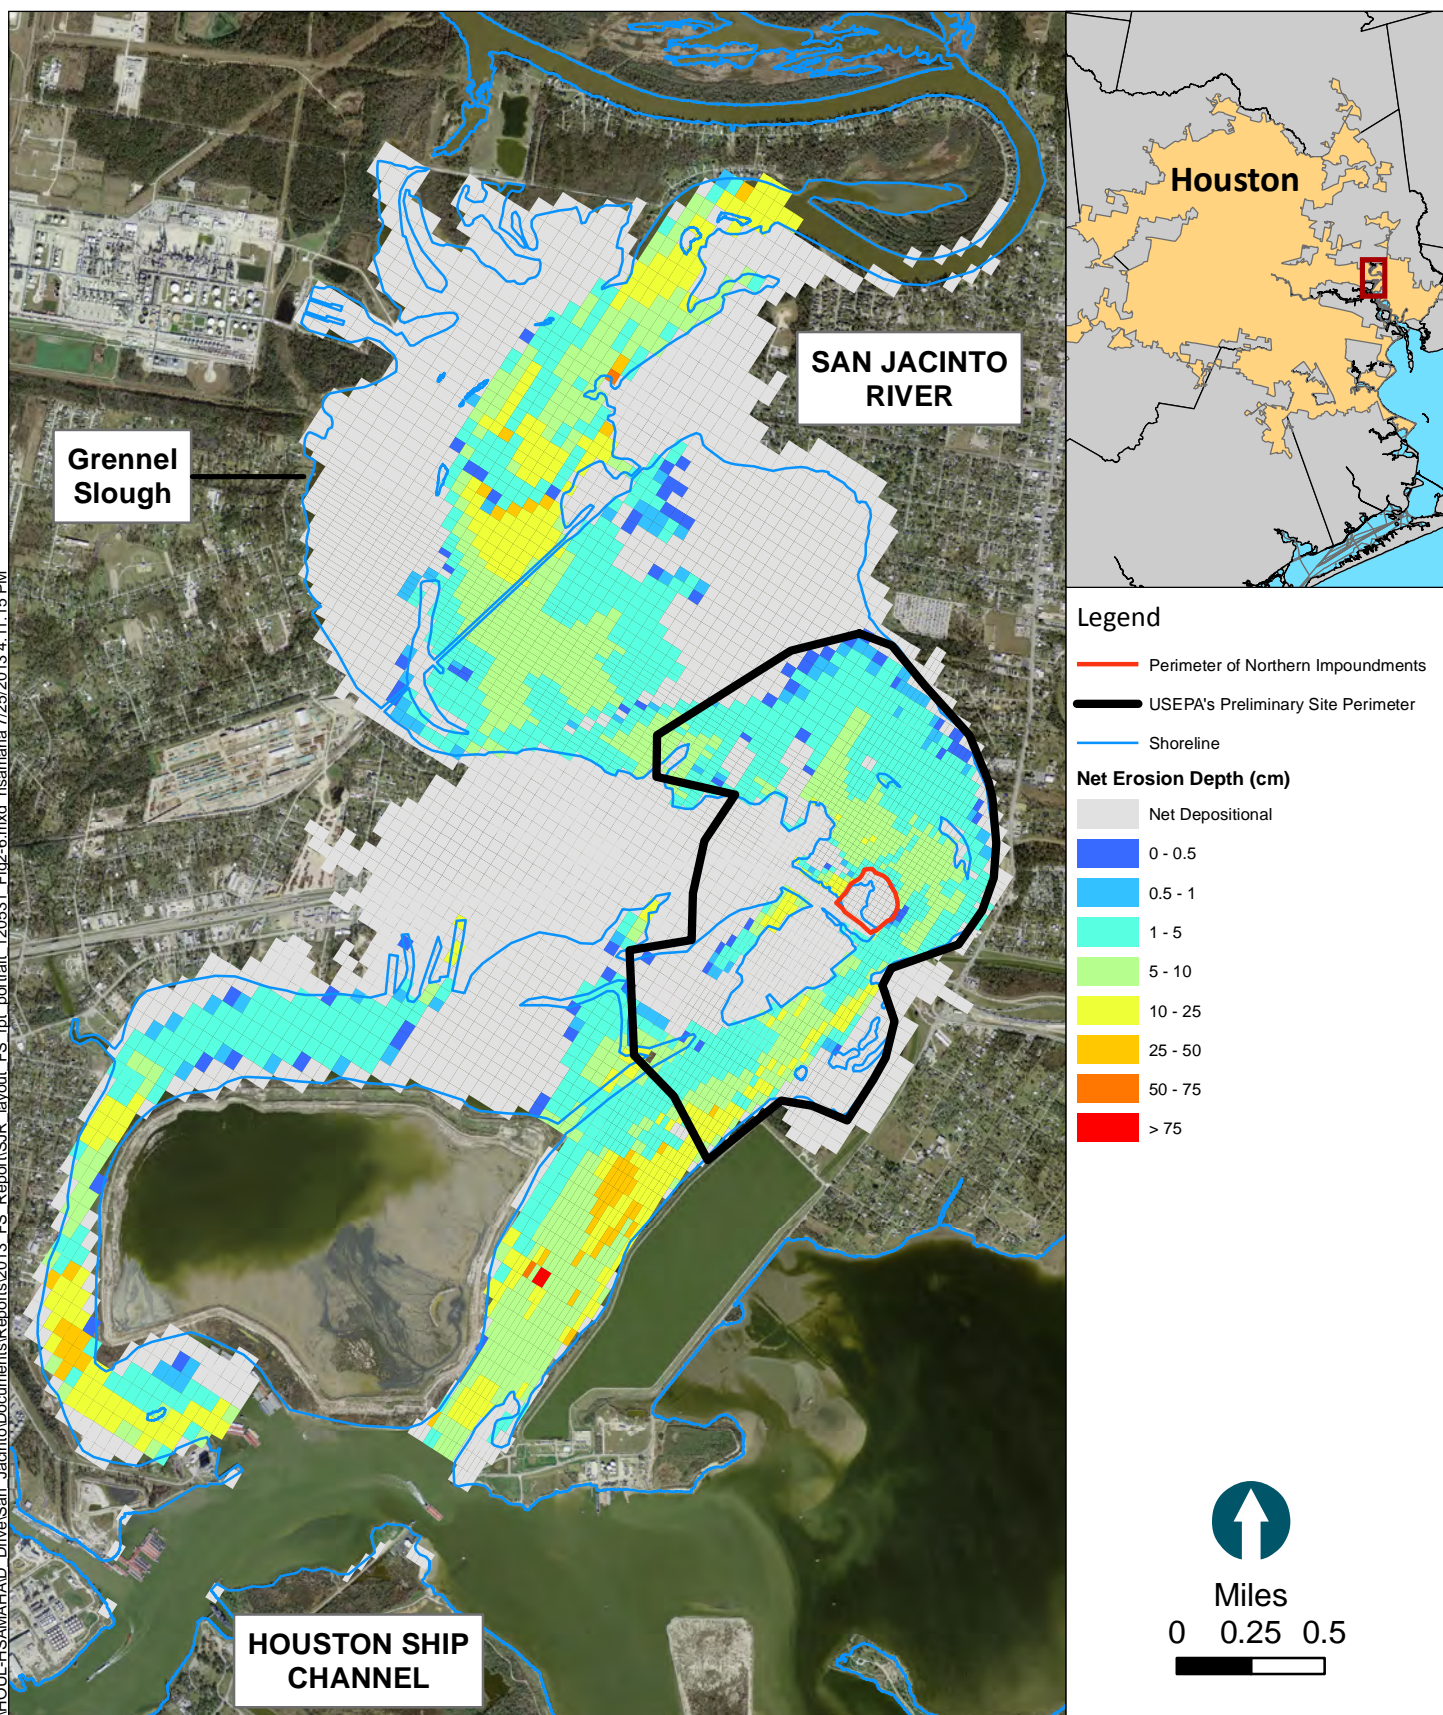 Houston
SAN JACINTO
RIVER
Grennel
Slough
HOUSTON SHIP
CHANNEL
Legend
Perimeter of Northern Impoundments
USEPA's Preliminary Site Perimeter
Shoreline
Net Erosion Depth (cm)
Net Depositional
0 - 0.5
0.5 - 1
1 - 5
5 - 10
10 - 25
25 - 50
50 - 75
> 75
Miles
0 0.25 0.5